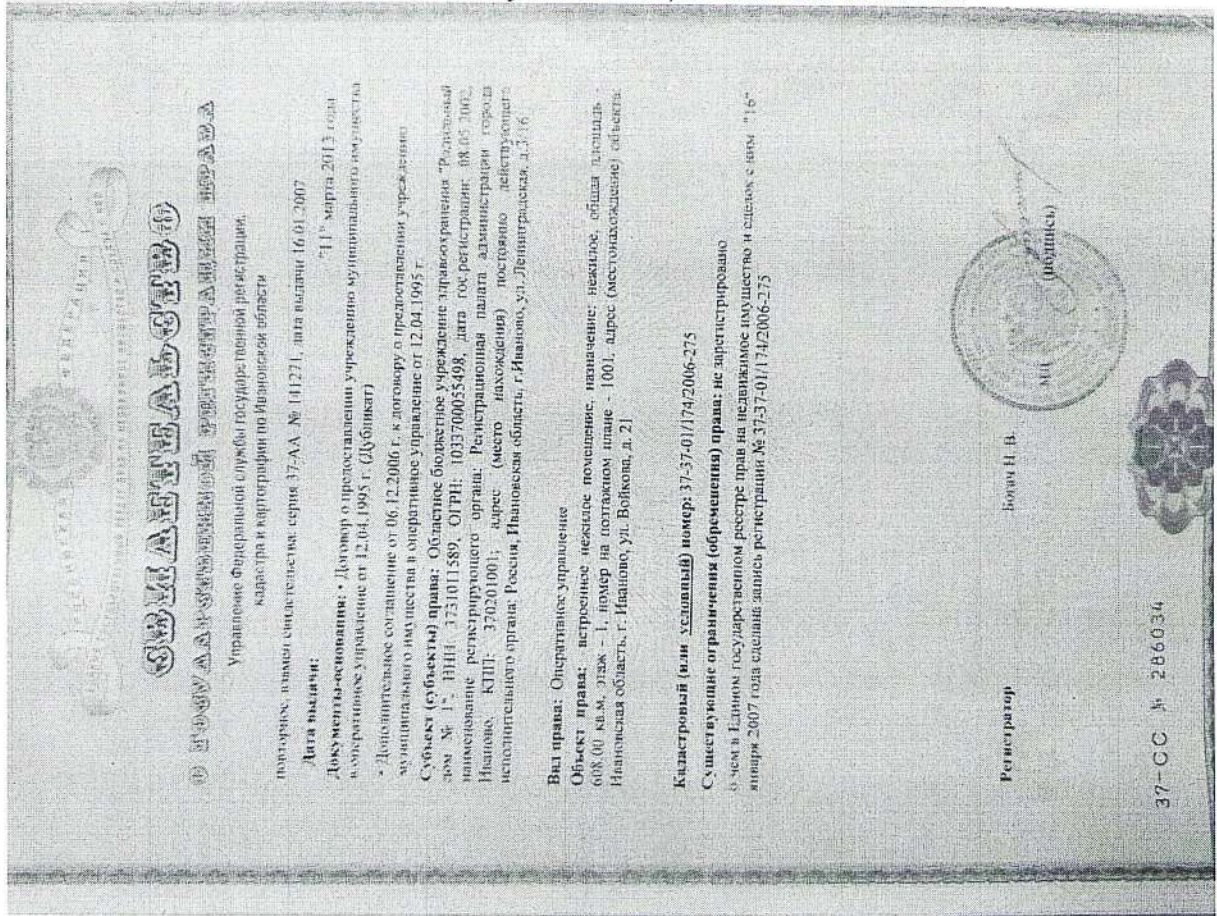 РОССИЙСКАЯ ФЕДЕРАЦИЯ
СВИДЕТЕЛЬСТВО
О ГОСУДАРСТВЕННОЙ РЕГИСТРАЦИИ ПРАВА
Управление Федеральной службы государственной регистрации,
кадастра и картографии по Ивановской области
повторное, взамен свидетельства: серия 37-АА № 141271, дата выдачи 16.01.2007
Дата выдачи: "11" марта 2013 года
Документы-основания: • Договор о предоставлении учреждению муниципального имущества
в оперативное управление от 12.04.1995 г. (Дубликат)
• Дополнительное соглашение от 06.12.2006 г. к договору о предоставлении учреждению
муниципального имущества в оперативное управление от 12.04.1995 г.
Субъект (субъекты) права: Областное бюджетное учреждение здравоохранения "Родильный
дом № 1", ИНН: 3731011589, ОГРН: 1033700055498, дата гос.регистрации: 08.05.2002,
наименование регистрирующего органа: Регистрационная палата администрации города
Иваново, КПП: 370201001; адрес (место нахождения) постоянно действующего
исполнительного органа: Россия, Ивановская область, г.Иваново, ул. Ленинградская, д.3/16
Вид права: Оперативное управление
Объект права: встроенное нежилое помещение, назначение: нежилое, общая площадь -
608,00 кв.м, этаж - 1, номер на поэтажном плане - 1001, адрес (местонахождение) объекта:
Ивановская область, г. Иваново, ул. Войкова, д. 21
Кадастровый (или условный) номер: 37-37-01/174/2006-275
Существующие ограничения (обременения) права: не зарегистрировано
о чем в Едином государственном реестре прав на недвижимое имущество и сделок с ним "16"
января 2007 года сделана запись регистрации № 37-37-01/174/2006-275
Регистратор Богач Н. В.
М.П. (подпись)
37-СС № 286034